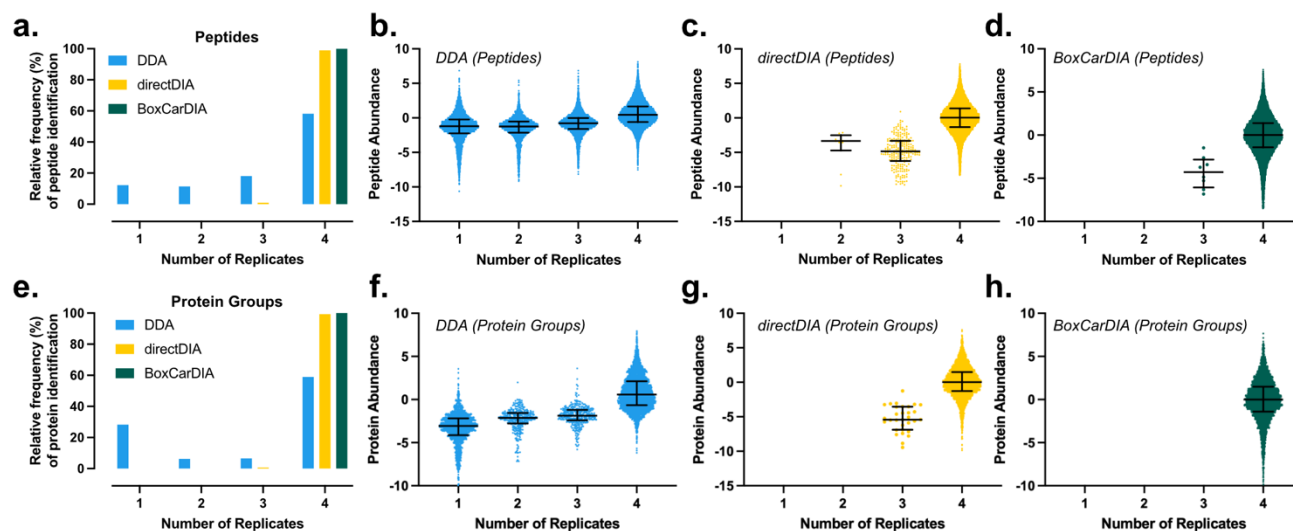 a.
Peptides
Relative frequency (%)
of peptide identification
100
80
60
40
20
0
DDA
directDIA
BoxCarDIA
1 2 3 4
Number of Replicates
b.
DDA (Peptides)
Peptide Abundance
10
5
0
-5
-10
-15
1 2 3 4
Number of Replicates
c.
directDIA (Peptides)
Peptide Abundance
10
5
0
-5
-10
-15
1 2 3 4
Number of Replicates
d.
BoxCarDIA (Peptides)
Peptide Abundance
10
5
0
-5
-10
1 2 3 4
Number of Replicates
e.
Protein Groups
Relative frequency (%)
of protein identification
100
80
60
40
20
0
DDA
directDIA
BoxCarDIA
1 2 3 4
Number of Replicates
f.
DDA (Protein Groups)
Protein Abundance
10
5
0
-5
-10
1 2 3 4
Number of Replicates
g.
directDIA (Protein Groups)
Protein Abundance
10
5
0
-5
-10
-15
1 2 3 4
Number of Replicates
h.
BoxCarDIA (Protein Groups)
Protein Abundance
10
5
0
-5
-10
1 2 3 4
Number of Replicates